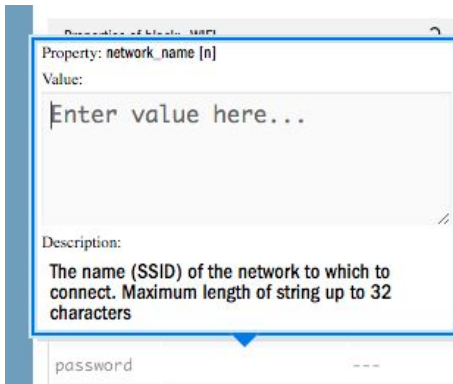 Property: network_name [n]
Value:
Enter value here...
Description:
The name (SSID) of the network to which to
connect. Maximum length of string up to 32
characters
password ---